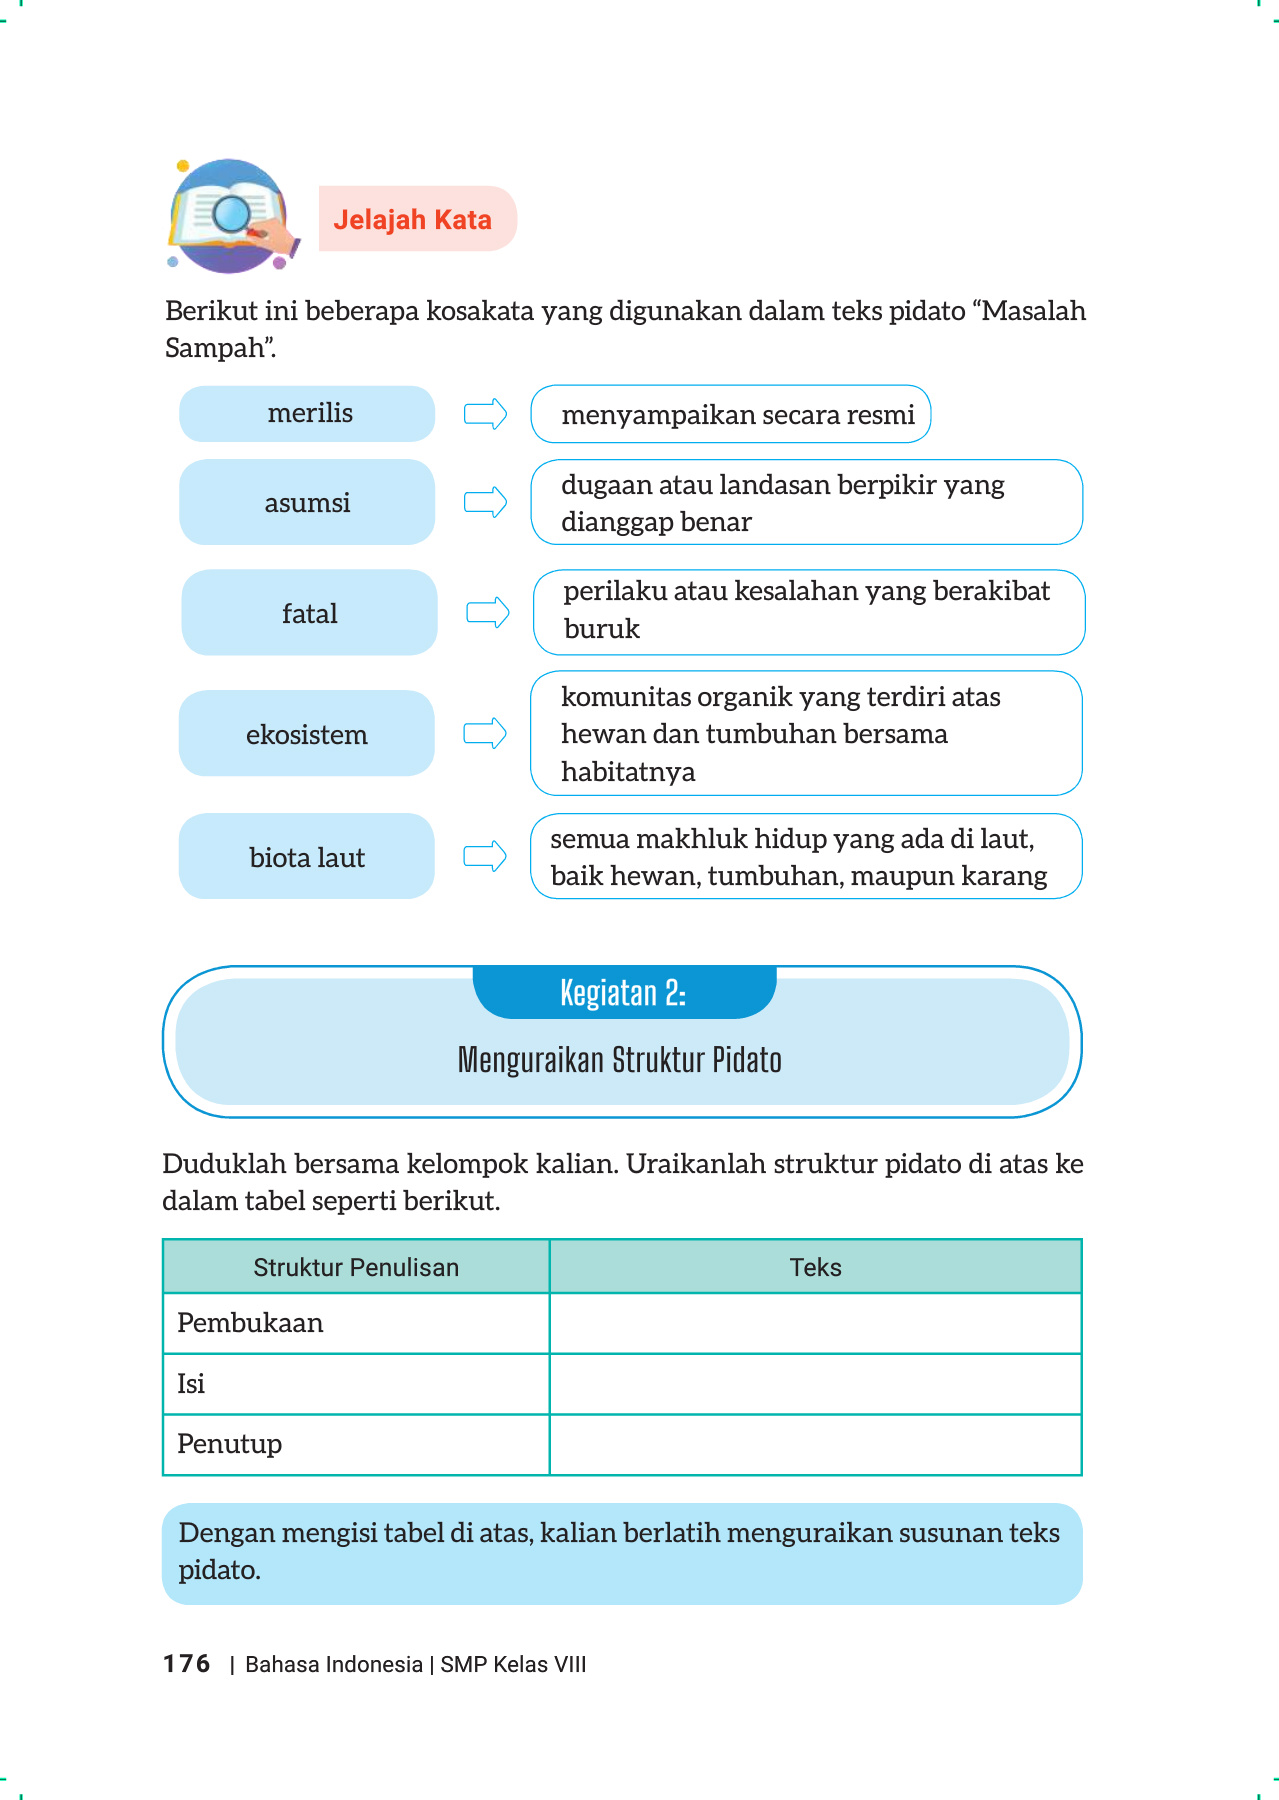 Jelajah Kata
Berikut ini beberapa kosakata yang digunakan dalam teks pidato “Masalah
Sampah”.
merilis
menyampaikan secara resmi
asumsi
dugaan atau landasan berpikir yang
dianggap benar
fatal
perilaku atau kesalahan yang berakibat
buruk
ekosistem
komunitas organik yang terdiri atas
hewan dan tumbuhan bersama
habitatnya
biota laut
semua makhluk hidup yang ada di laut,
baik hewan, tumbuhan, maupun karang
Kegiatan 2:
Menguraikan Struktur Pidato
Duduklah bersama kelompok kalian. Uraikanlah struktur pidato di atas ke
dalam tabel seperti berikut.
Struktur Penulisan Teks
Pembukaan
Isi
Penutup
Dengan mengisi tabel di atas, kalian berlatih menguraikan susunan teks
pidato.
176 | Bahasa Indonesia | SMP Kelas VIII